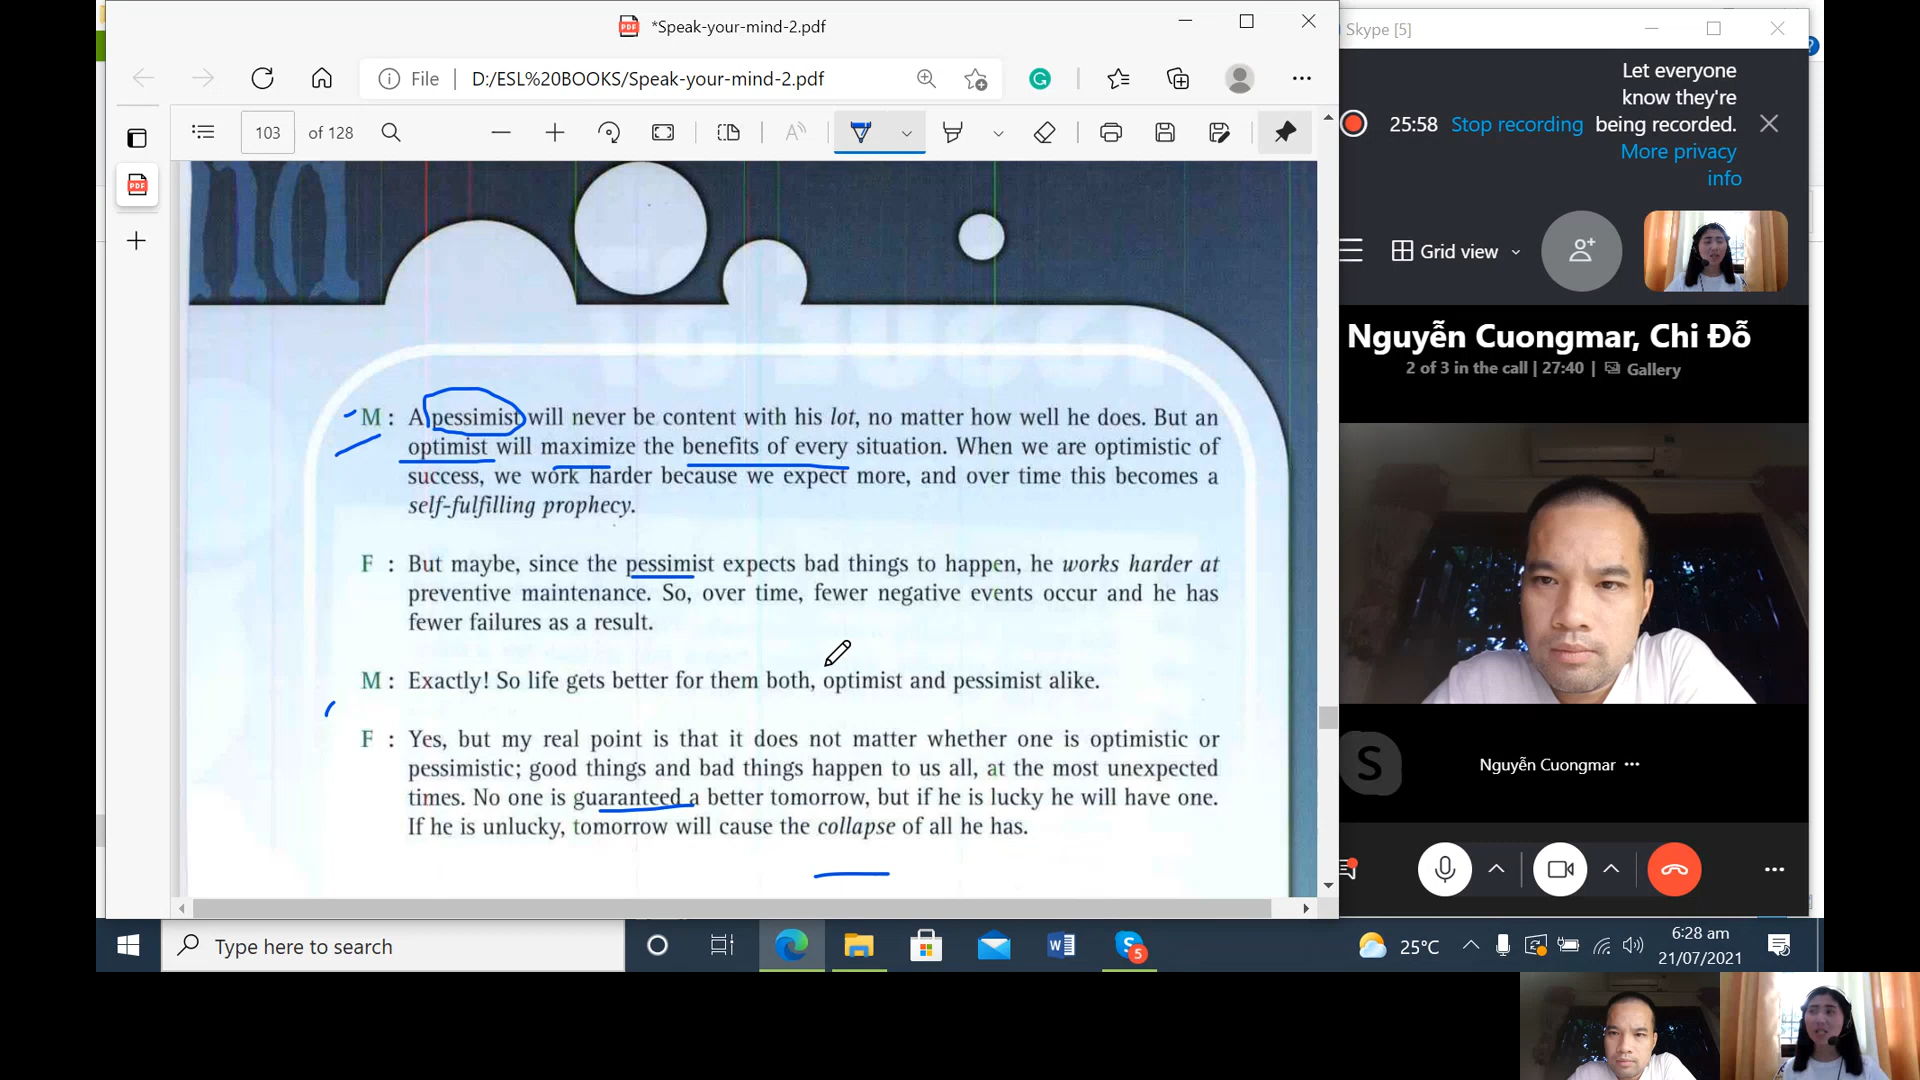 *Speak-your-mind-2.pdf
File
D:/ESL%20BOOKS/Speak-your-mind-2.pdf
103 of 128
M : A pessimist will never be content with his lot, no matter how well he does. But an
optimist will maximize the benefits of every situation. When we are optimistic of
success, we work harder because we expect more, and over time this becomes a
self-fulfilling prophecy.
F : But maybe, since the pessimist expects bad things to happen, he works harder at
preventive maintenance. So, over time, fewer negative events occur and he has
fewer failures as a result.
M : Exactly! So life gets better for them both, optimist and pessimist alike.
F : Yes, but my real point is that it does not matter whether one is optimistic or
pessimistic; good things and bad things happen to us all, at the most unexpected
times. No one is guaranteed a better tomorrow, but if he is lucky he will have one.
If he is unlucky, tomorrow will cause the collapse of all he has.
Skype [5]
25:58 Stop recording
Let everyone
know they're
being recorded.
More privacy
info
Grid view
Nguyễn Cuongmar, Chi Đỗ
2 of 3 in the call | 27:40 | Gallery
Nguyễn Cuongmar
Type here to search
25°C
6:28 am
21/07/2021